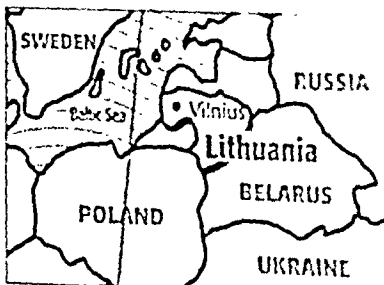 SWEDEN
RUSSIA
Baltic Sea
Vilnius
Lithuania
BELARUS
POLAND
UKRAINE